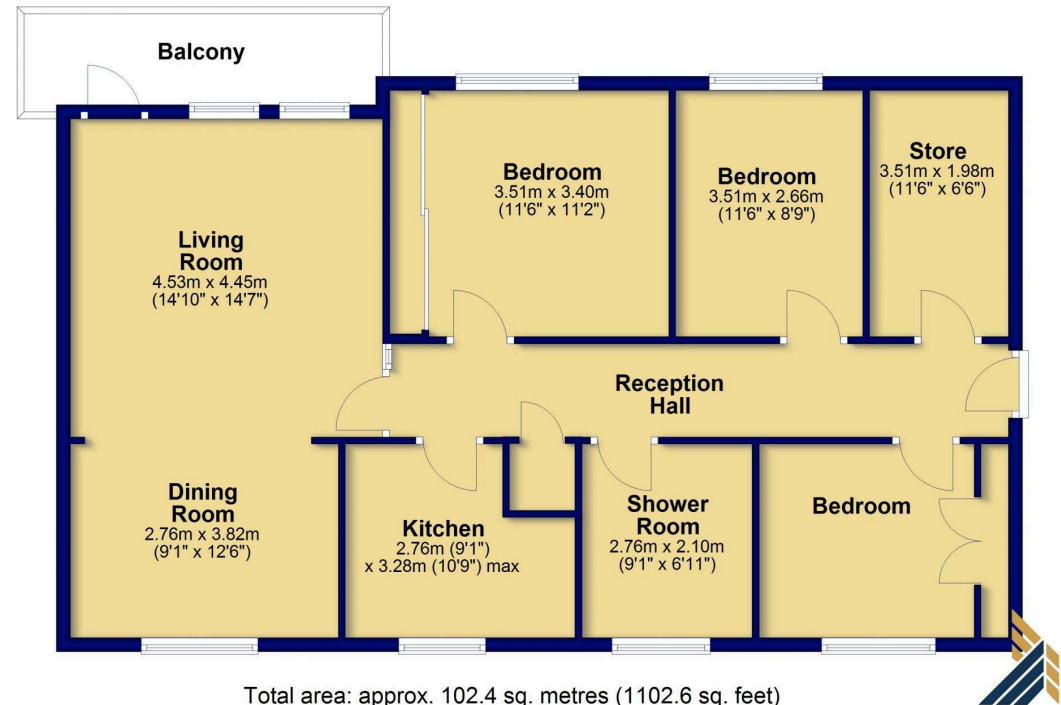 Balcony
Living
Room
4.53m x 4.45m
(14'10" x 14'7")
Bedroom
3.51m x 3.40m
(11'6" x 11'2")
Bedroom
3.51m x 2.66m
(11'6" x 8'9")
Store
3.51m x 1.98m
(11'6" x 6'6")
Reception
Hall
Dining
Room
2.76m x 3.82m
(9'1" x 12'6")
Kitchen
2.76m (9'1")
x 3.28m (10'9") max
Shower
Room
2.76m x 2.10m
(9'1" x 6'11")
Bedroom
Total area: approx. 102.4 sq. metres (1102.6 sq. feet)